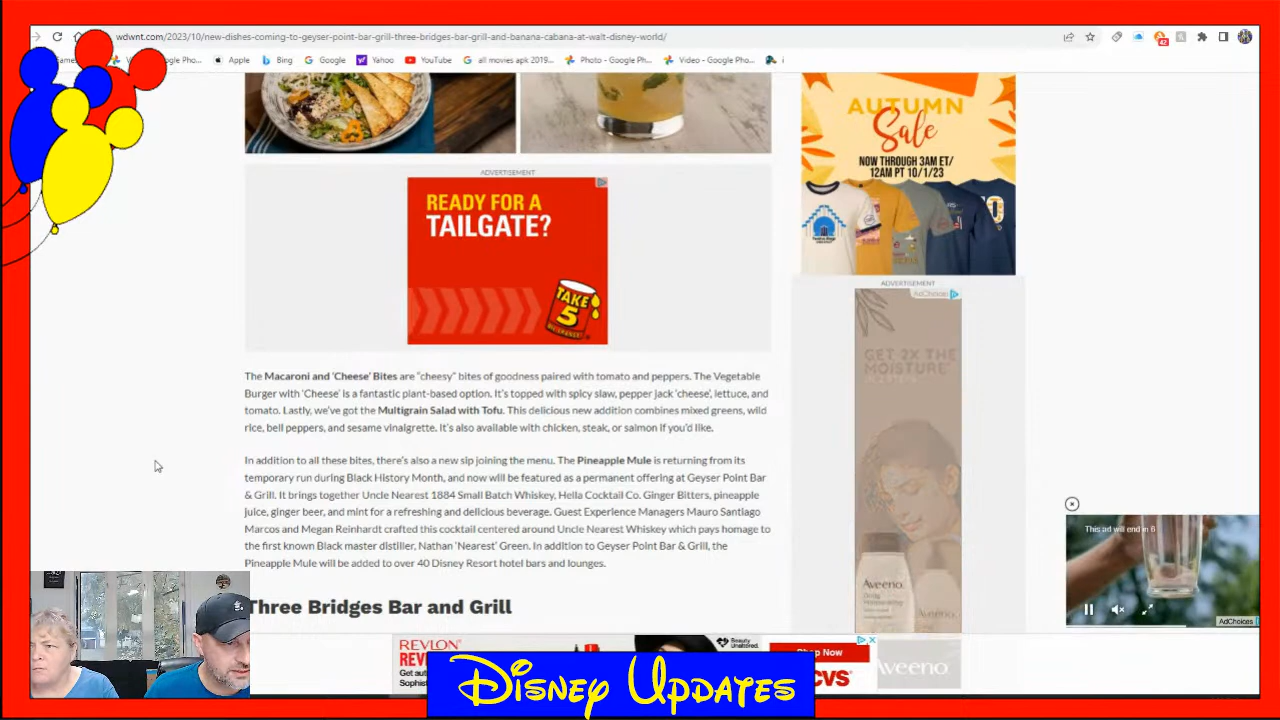 wdwnt.com/2023/10/new-dishes-coming-to-geyser-point-bar-grill-three-bridges-bar-grill-and-banana-cabana-at-walt-disney-world/
42
Apple
Bing
Google
Yahoo
YouTube
all movies apk 2019...
Photo - Google Ph...
Video - Google Pho...
AUTUMN
Sale
NOW THROUGH 3AM ET/
12AM PT 10/1/23
ADVERTISEMENT
READY FOR A
TAILGATE?
TAKE
5
ADVERTISEMENT
AdChoices
GET 2X THE
MOISTURE*
The Macaroni and 'Cheese' Bites are "cheesy" bites of goodness paired with tomato and peppers. The Vegetable
Burger with 'Cheese' is a fantastic plant-based option. It's topped with spicy slaw, pepper jack 'cheese', lettuce, and
tomato. Lastly, we've got the Multigrain Salad with Tofu. This delicious new addition combines mixed greens, wild
rice, bell peppers, and sesame vinaigrette. It's also available with chicken, steak, or salmon if you'd like.
In addition to all these bites, there's also a new sip joining the menu. The Pineapple Mule is returning from its
temporary run during Black History Month, and now will be featured as a permanent offering at Geyser Point Bar
& Grill. It brings together Uncle Nearest 1884 Small Batch Whiskey, Hella Cocktail Co. Ginger Bitters, pineapple
juice, ginger beer, and mint for a refreshing and delicious beverage. Guest Experience Managers Mauro Santiago
Marcos and Megan Reinhardt crafted this cocktail centered around Uncle Nearest Whiskey which pays homage to
the first known Black master distiller, Nathan 'Nearest' Green. In addition to Geyser Point Bar & Grill, the
Pineapple Mule will be added to over 40 Disney Resort hotel bars and lounges.
This ad will end in 6
AdChoices
Aveeno
Aveeno
Three Bridges Bar and Grill
REVLON
Get aut
Sophist
Beauty
Unaltered.
Shop Now
CVS
Aveeno
Disney Updates